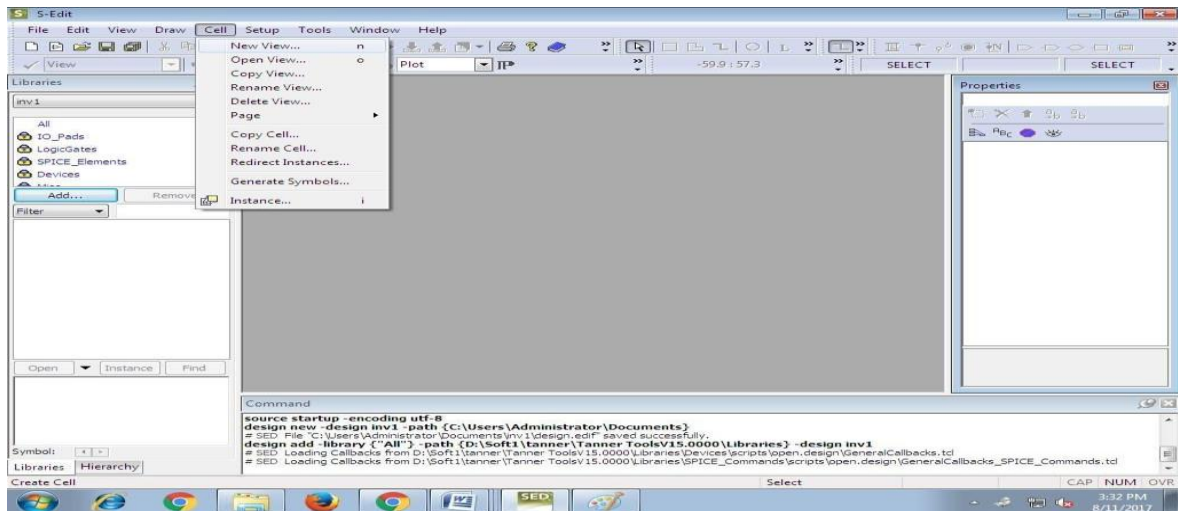 S-Edit
File Edit View Draw Cell Setup Tools Window Help
View
Plot
-59.9 : 57.3
SELECT
SELECT
Libraries
inv1
All
IO_Pads
LogicGates
SPICE_Elements
Devices
Add...
Remove
Filter
New View... n
Open View... o
Copy View...
Rename View...
Delete View...
Page
Copy Cell...
Rename Cell...
Redirect Instances...
Generate Symbols...
Instance... i
Properties
Open Instance Find
Symbol:
Libraries Hierarchy
Command
source startup -encoding utf-8
design new -design inv1 -path {C:\Users\Administrator\Documents}
# SED File "C:\Users\Administrator\Documents\inv1\design.edif" saved successfully.
design add -library {"All"} -path {D:\Soft1\tanner\Tanner ToolsV15.0000\Libraries} -design inv1
# SED Loading Callbacks from D:\Soft1\tanner\Tanner ToolsV15.0000\Libraries\Devices\scripts\open.design\GeneralCallbacks.tcl
# SED Loading Callbacks from D:\Soft1\tanner\Tanner ToolsV15.0000\Libraries\SPICE_Commands\scripts\open.design\GeneralCallbacks_SPICE_Commands.tcl
Create Cell
Select
CAP NUM OVR
SED
3:32 PM
8/11/2017